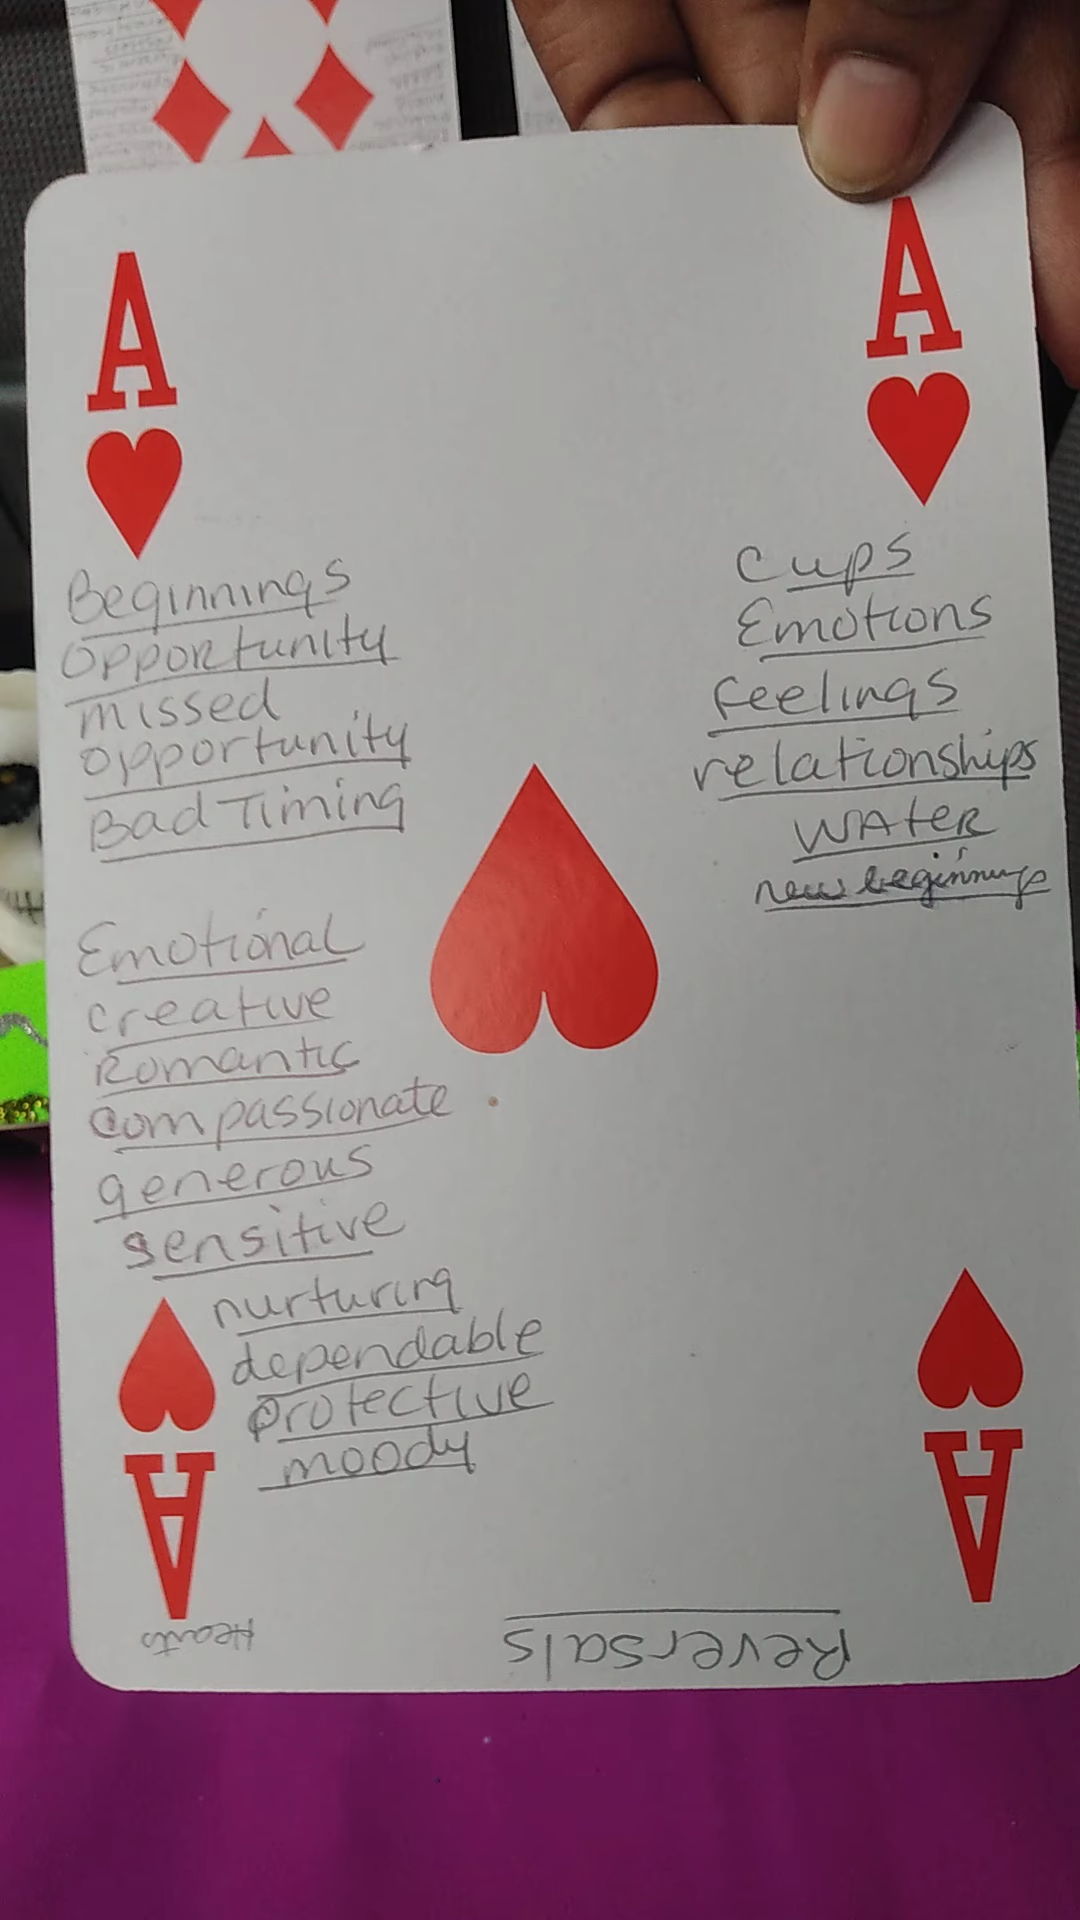 A
A
Beginnings
opportunity
missed
opportunity
Bad Timing
Cups
Emotions
Feelings
relationships
WAtER
new beginnings
Emotional
creative
Romantic
compassionate
generous
sensitive
nurturing
dependable
protective
moody
A
A
Hearts
Reversals